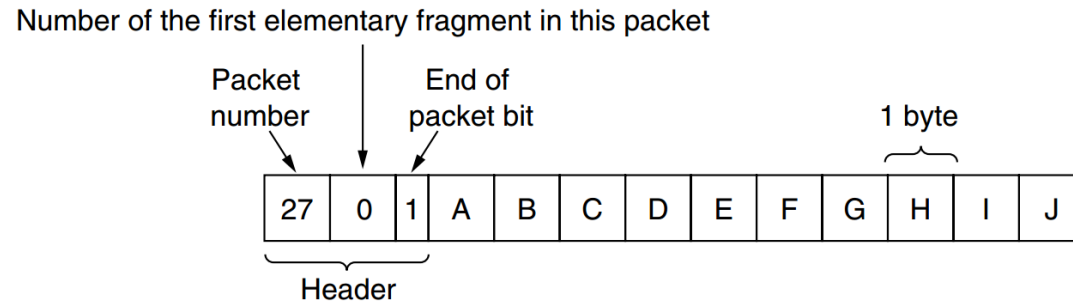 Number of the first elementary fragment in this packet
Packet
number
End of
packet bit
1 byte
27 0 1 A B C D E F G H I J
Header